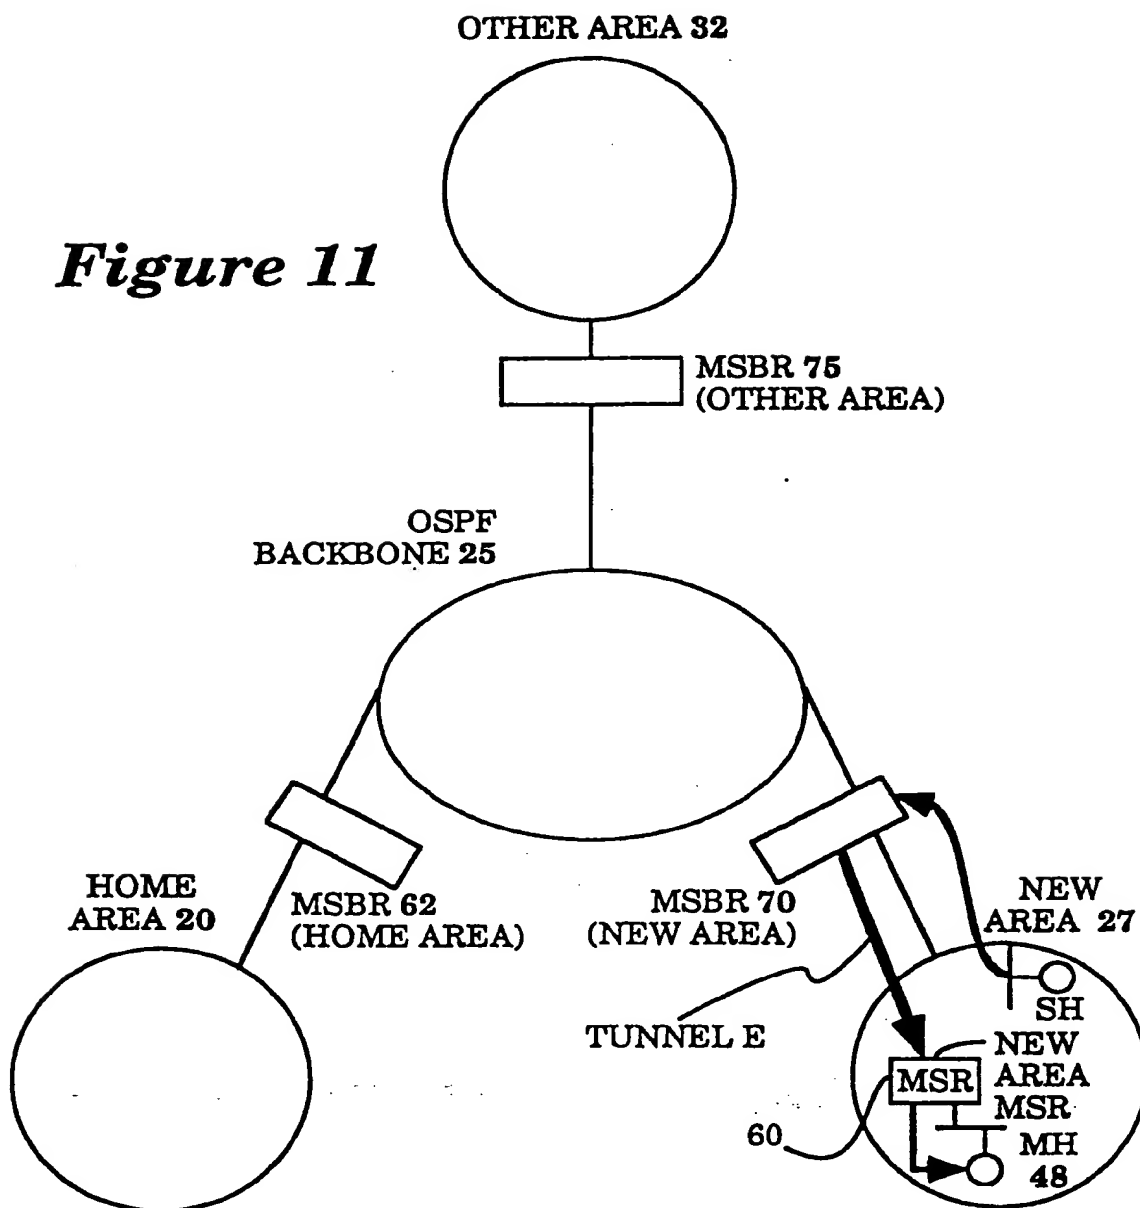 OTHER AREA 32
Figure 11
MSBR 75
(OTHER AREA)
OSPF
BACKBONE 25
HOME
AREA 20
MSBR 62
(HOME AREA)
MSBR 70
(NEW AREA)
NEW
AREA 27
SH
TUNNEL E
MSR
NEW
AREA
MSR
60
MH
48